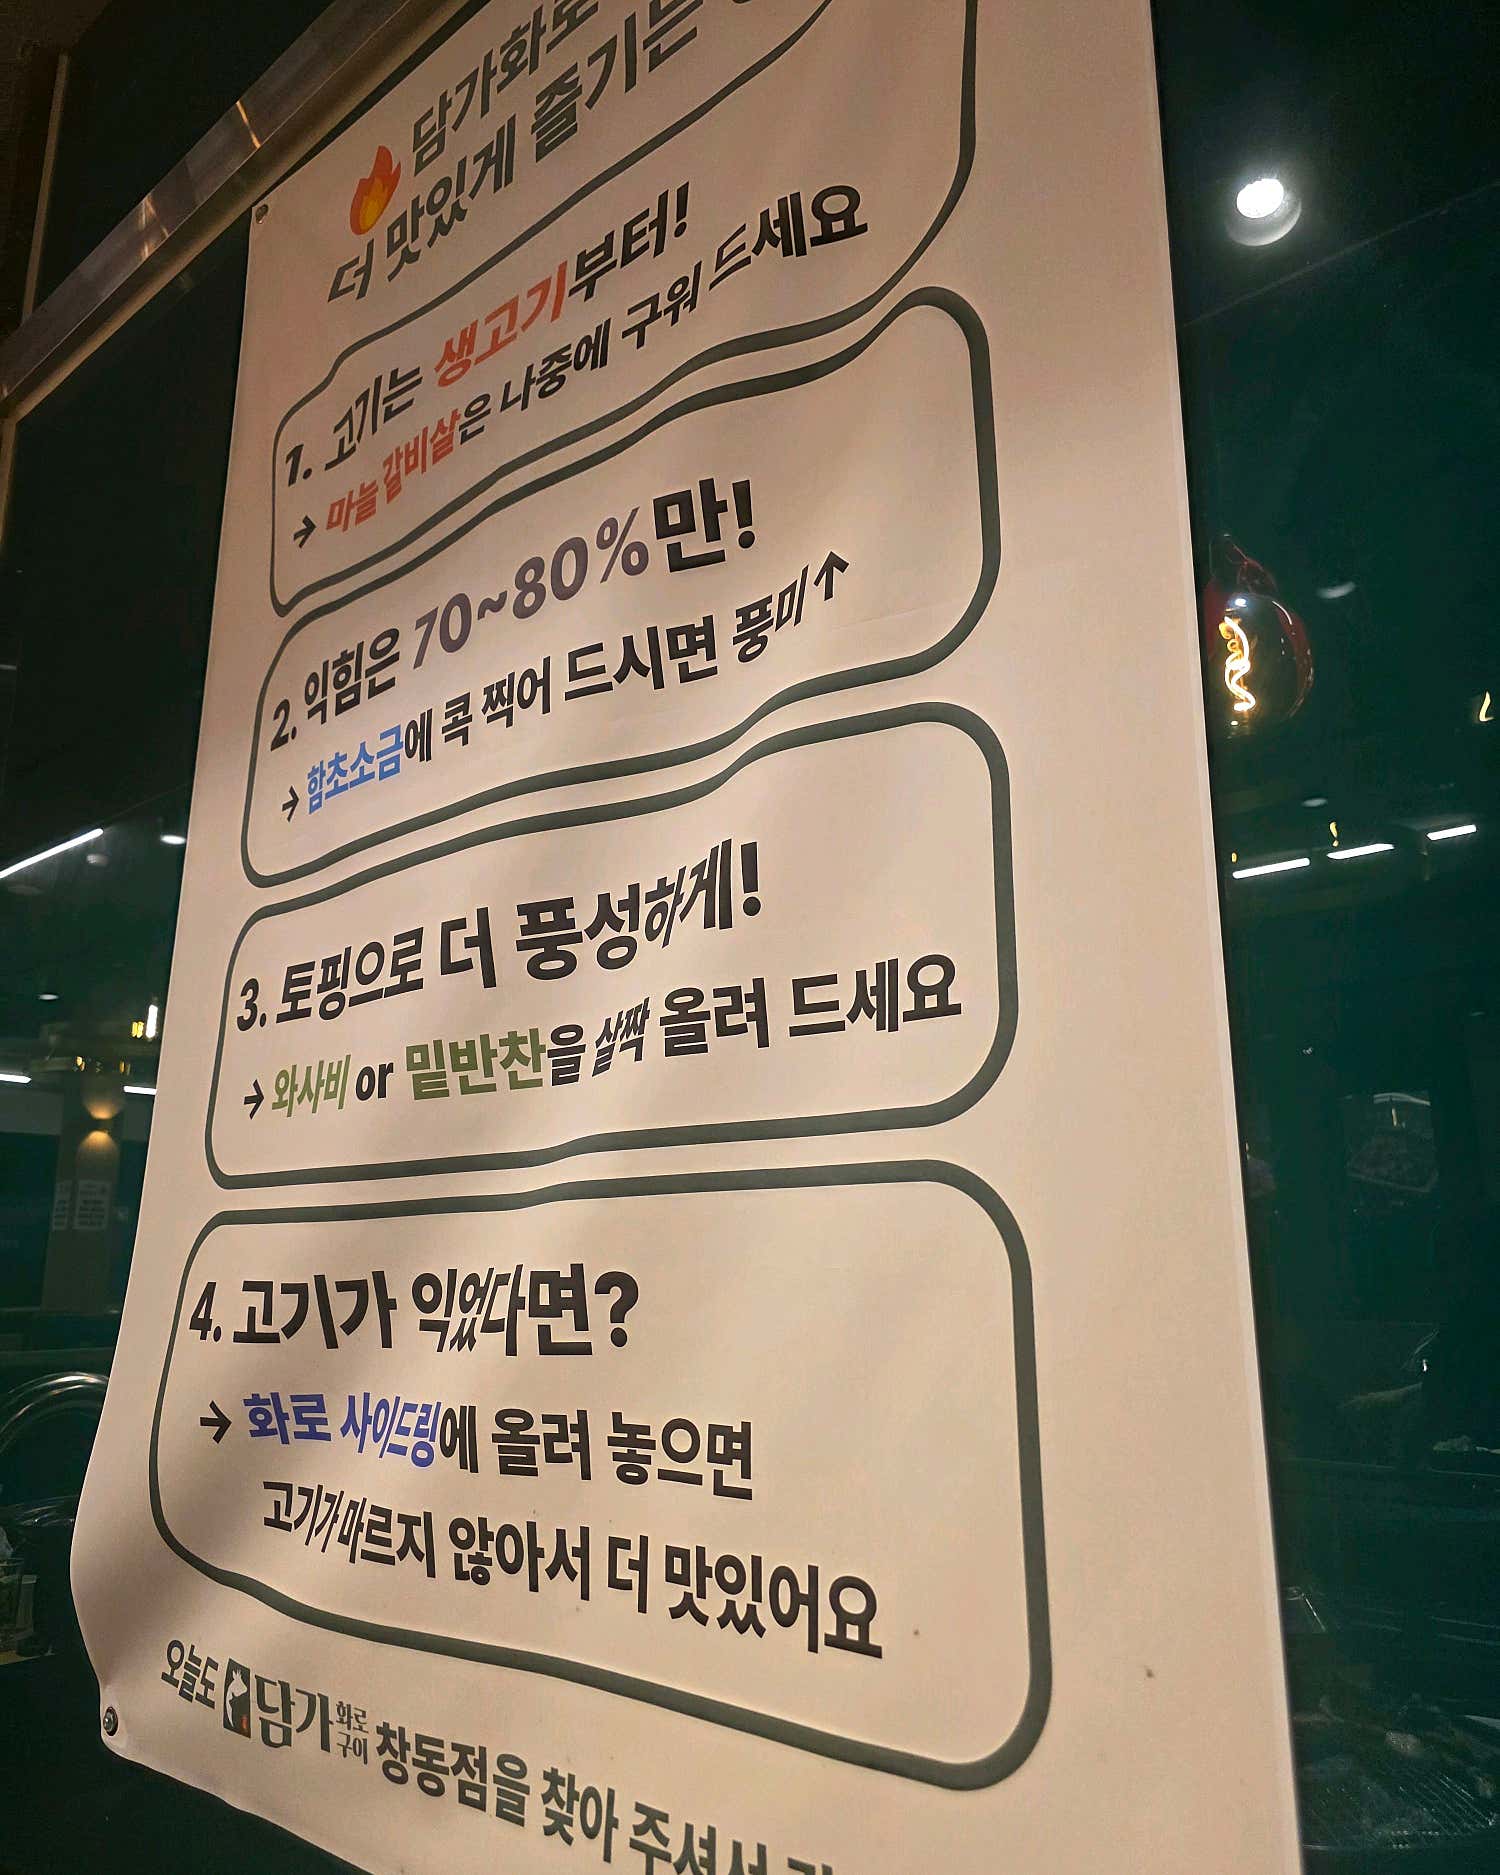 담가화로
더 맛있게 즐기는
1. 고기는 생고기부터!
→ 마늘갈비살은 나중에 구워 드세요
2. 익힘은 70~80%만!
→ 함초소금에 콕 찍어 드시면 풍미↑
3. 토핑으로 더 풍성하게!
→ 와사비 or 밑반찬을 살짝 올려 드세요
4. 고기가 익었다면?
→ 화로 사이드링에 올려 놓으면
고기가 마르지 않아서 더 맛있어요
오늘도 담가 화로구이 창동점을 찾아 주셔서